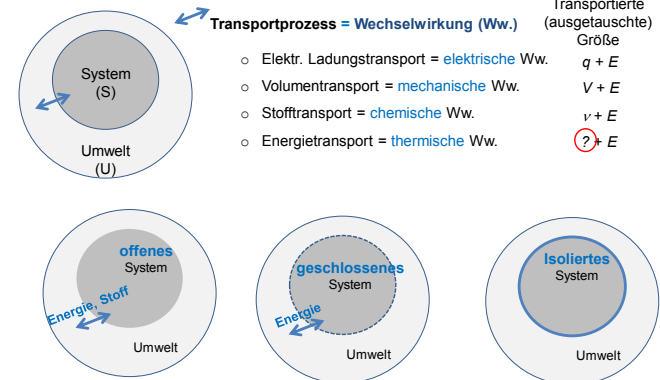 Transportierte
(ausgetauschte)
Größe
Transportprozess = Wechselwirkung (Ww.)
○ Elektr. Ladungstransport = elektrische Ww. q + E
○ Volumentransport = mechanische Ww. V + E
○ Stofftransport = chemische Ww. ν + E
○ Energietransport = thermische Ww. ? + E
System
(S)
Umwelt
(U)
offenes
System
Energie, Stoff
Umwelt
geschlossenes
System
Energie
Umwelt
Isoliertes
System
Umwelt